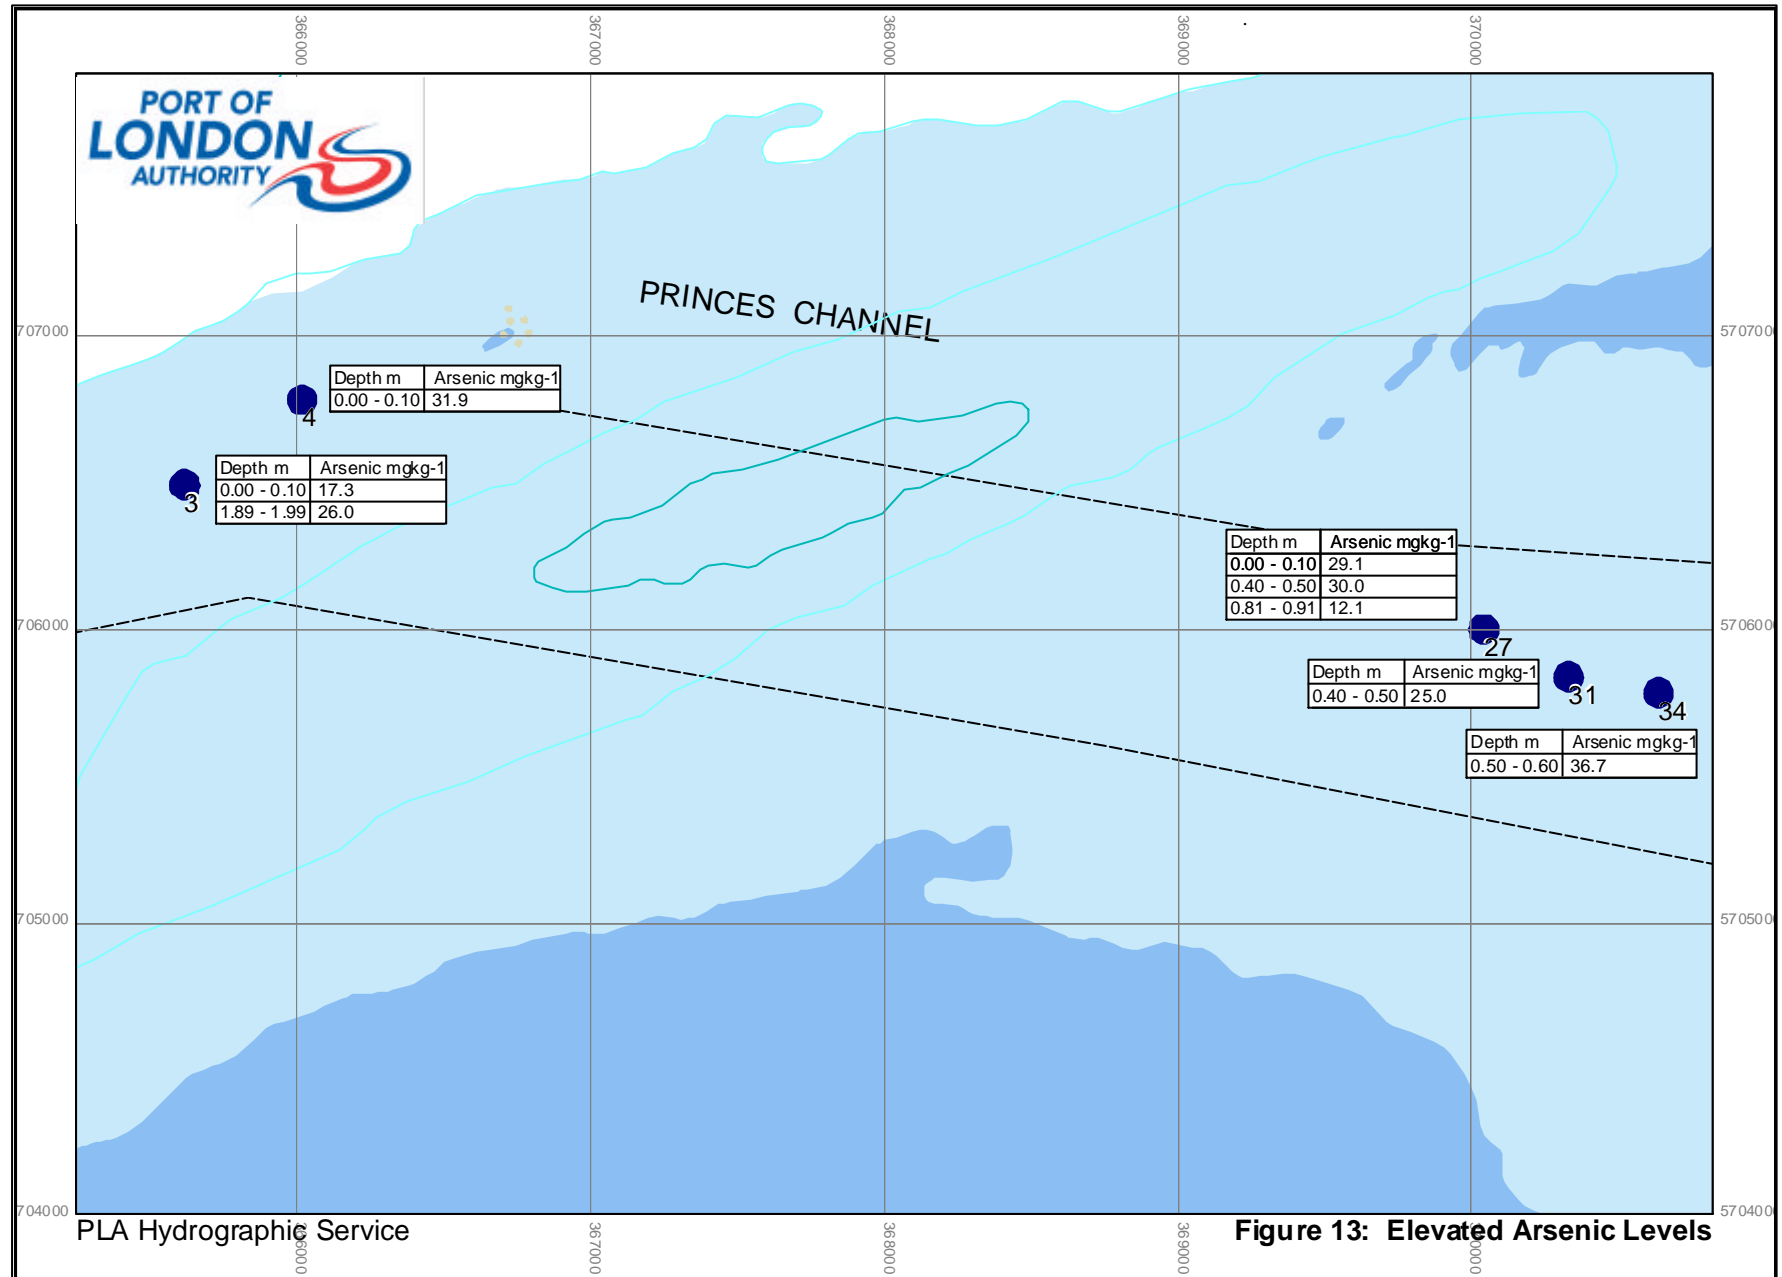 366000 367000 368000 369000 370000
PORT OF
LONDON
AUTHORITY
PRINCES CHANNEL
707000 5707000
Depth m Arsenic mgkg-1
0.00 - 0.10 31.9
4
Depth m Arsenic mgkg-1
0.00 - 0.10 17.3
1.89 - 1.99 26.0
3
Depth m Arsenic mgkg-1
0.00 - 0.10 29.1
0.40 - 0.50 30.0
0.81 - 0.91 12.1
706000 5706000
27
Depth m Arsenic mgkg-1
0.40 - 0.50 25.0
31
34
Depth m Arsenic mgkg-1
0.50 - 0.60 36.7
705000 5705000
704000 5704000
PLA Hydrographic Service
Figure 13: Elevated Arsenic Levels
366000 367000 368000 369000 370000